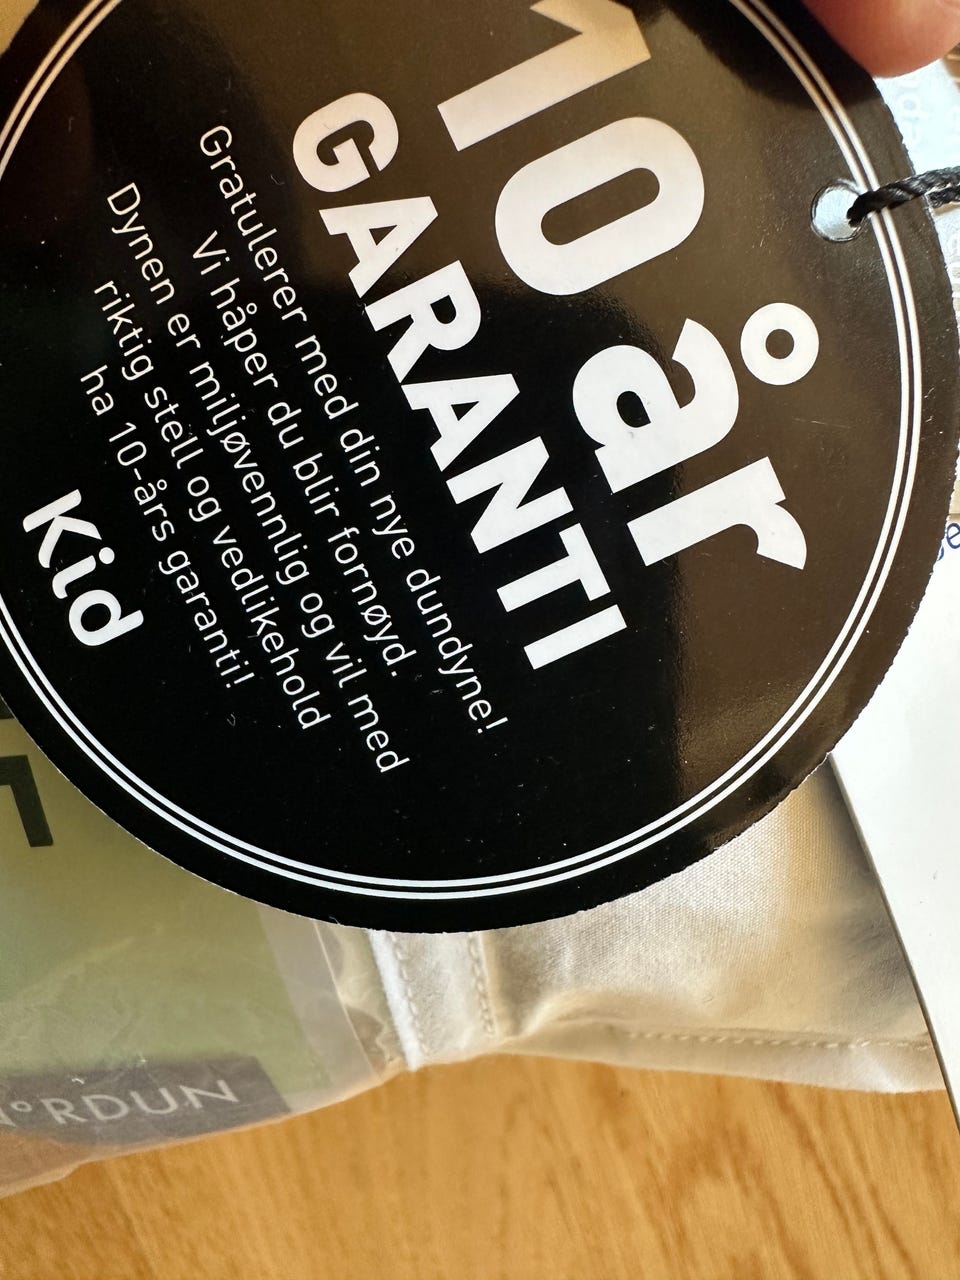 10 år
GARANTI
Gratulerer med din nye dundyne!
Vi håper du blir fornøyd.
Dynen er miljøvennlig og vil med
riktig stell og vedlikehold
ha 10-års garanti!
Kid
RDUN